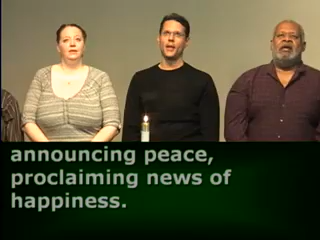 announcing peace,
proclaiming news of
happiness.